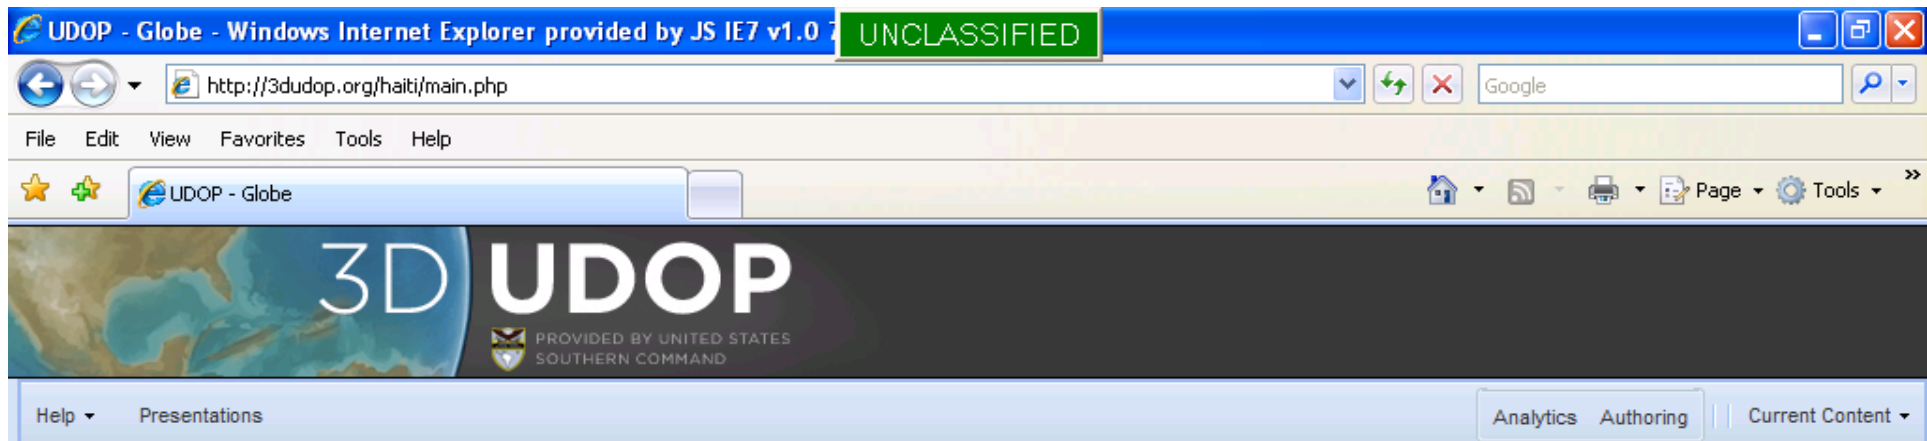 UDOP - Globe - Windows Internet Explorer provided by JS IE7 v1.0
UNCLASSIFIED
http://3dudop.org/haiti/main.php
Google
File Edit View Favorites Tools Help
UDOP - Globe
Page Tools »
3D UDOP
PROVIDED BY UNITED STATES
SOUTHERN COMMAND
Help Presentations Analytics Authoring Current Content